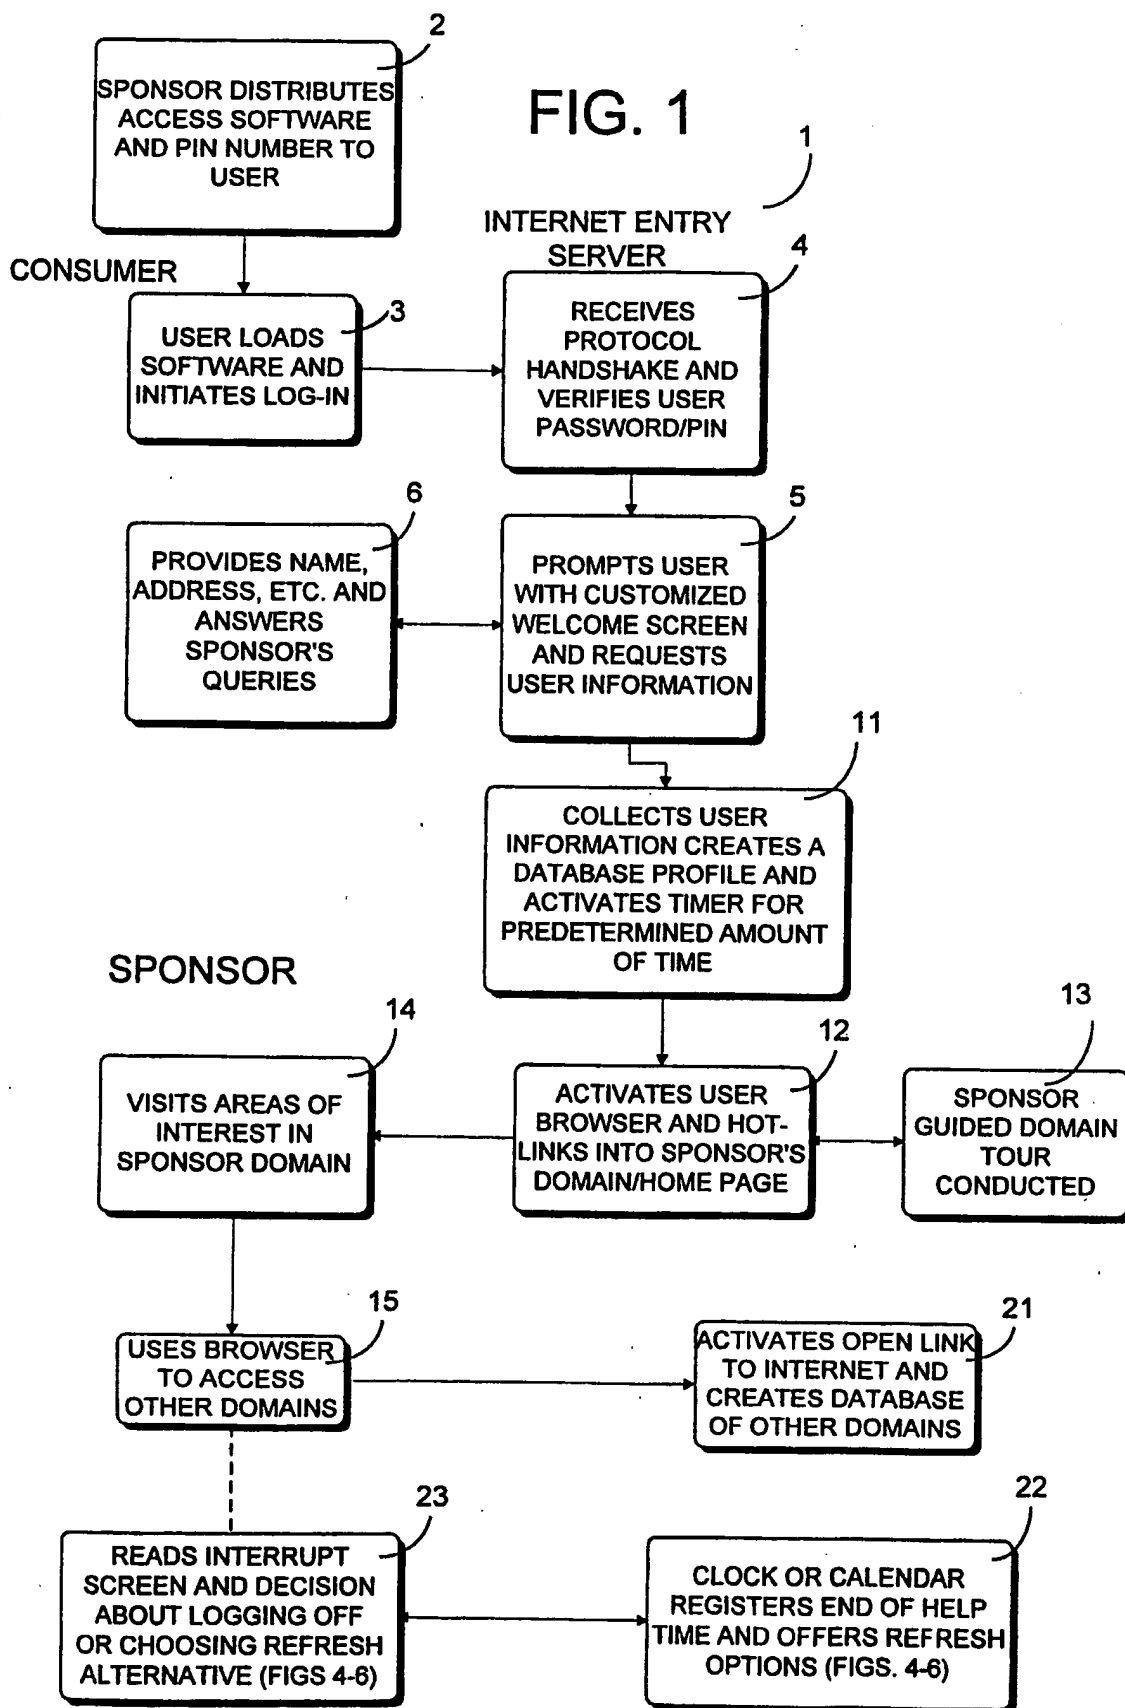 2
SPONSOR DISTRIBUTES
ACCESS SOFTWARE
AND PIN NUMBER TO
USER
FIG. 1
1
INTERNET ENTRY
SERVER
CONSUMER
3
USER LOADS
SOFTWARE AND
INITIATES LOG-IN
4
RECEIVES
PROTOCOL
HANDSHAKE AND
VERIFIES USER
PASSWORD/PIN
6
PROVIDES NAME,
ADDRESS, ETC. AND
ANSWERS
SPONSOR'S
QUERIES
5
PROMPTS USER
WITH CUSTOMIZED
WELCOME SCREEN
AND REQUESTS
USER INFORMATION
11
COLLECTS USER
INFORMATION CREATES A
DATABASE PROFILE AND
ACTIVATES TIMER FOR
PREDETERMINED AMOUNT
OF TIME
SPONSOR
14
VISITS AREAS OF
INTEREST IN
SPONSOR DOMAIN
12
ACTIVATES USER
BROWSER AND HOT-
LINKS INTO SPONSOR'S
DOMAIN/HOME PAGE
13
SPONSOR
GUIDED DOMAIN
TOUR
CONDUCTED
15
USES BROWSER
TO ACCESS
OTHER DOMAINS
21
ACTIVATES OPEN LINK
TO INTERNET AND
CREATES DATABASE
OF OTHER DOMAINS
23
READS INTERRUPT
SCREEN AND DECISION
ABOUT LOGGING OFF
OR CHOOSING REFRESH
ALTERNATIVE (FIGS 4-6)
22
CLOCK OR CALENDAR
REGISTERS END OF HELP
TIME AND OFFERS REFRESH
OPTIONS (FIGS. 4-6)